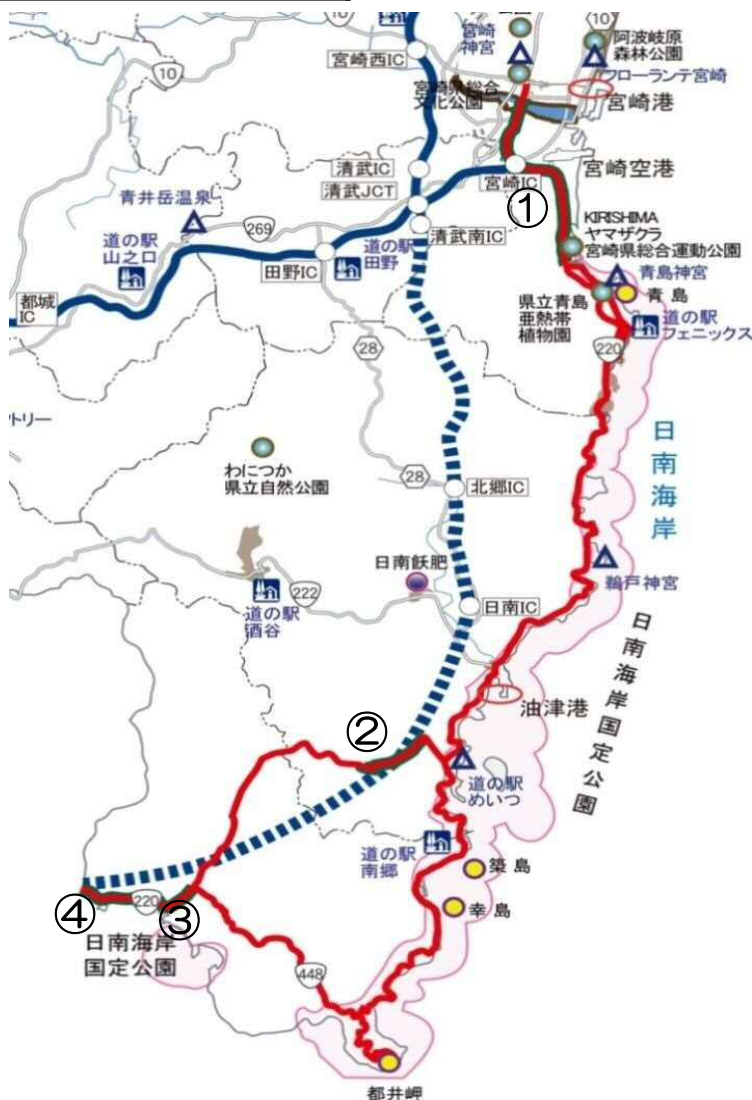 10
宮崎西IC
公園
宮崎
神宮
宮崎県総合
文化公園
10
阿波岐原
森林公園
フローランテ宮崎
宮崎港
10
清武IC
清武JCT
宮崎IC
宮崎空港
①
青井岳温泉
269
清武南IC
KIRISHIMA
ヤマザクラ
宮崎県総合運動公園
道の駅
山之口
田野IC
道の駅
田野
都城
IC
青島神宮
青島
県立青島
亜熱帯
植物園
道の駅
フェニックス
220
28
トリー
わにつか
県立自然公園
28
北郷IC
日南海岸
日南飫肥
鵜戸神宮
道の駅
酒谷
222
日南IC
日南海岸国定公園
油津港
②
道の駅
めいつ
道の駅
南郷
築島
幸島
④
220
③
日南海岸
国定公園
448
都井岬